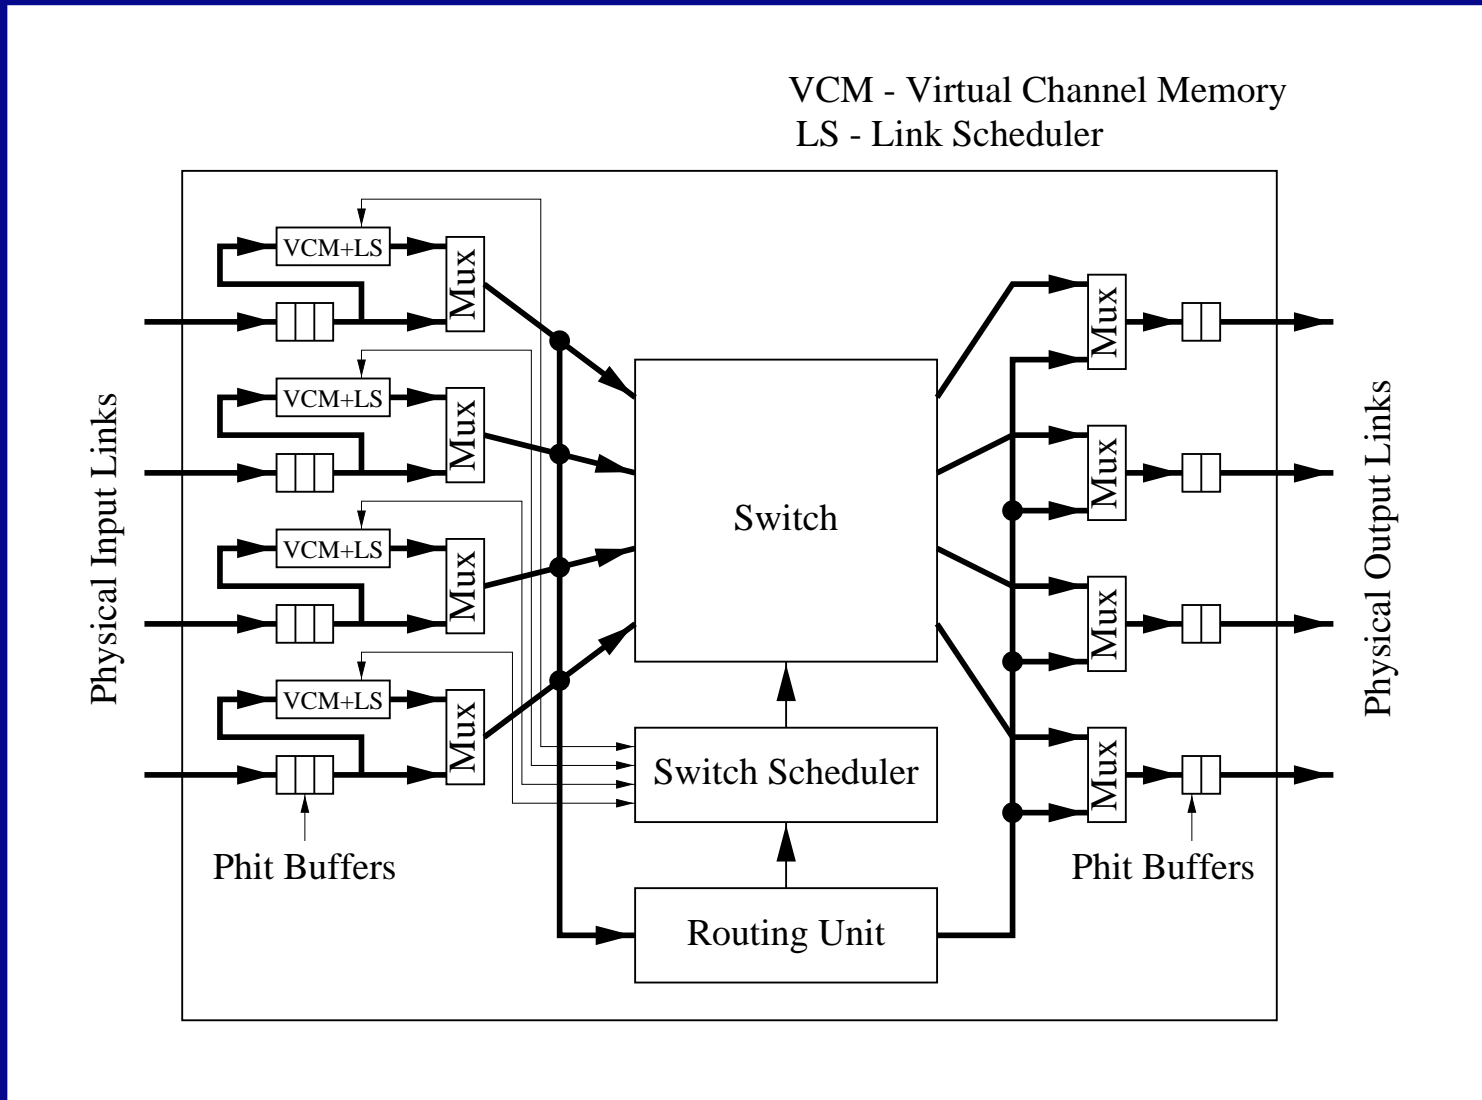 VCM - Virtual Channel Memory
LS - Link Scheduler
Physical Input Links
VCM+LS
Mux
VCM+LS
Mux
VCM+LS
Mux
VCM+LS
Mux
Phit Buffers
Switch
Switch Scheduler
Routing Unit
Mux
Mux
Mux
Mux
Phit Buffers
Physical Output Links